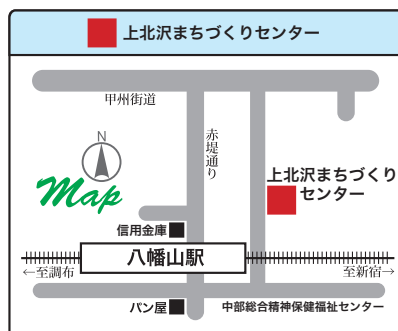 上北沢まちづくりセンター
甲州街道
N
赤堤通り
Map
上北沢まちづくり
センター
信用金庫
八幡山駅
←至調布
至新宿→
パン屋
中部総合精神保健福祉センター